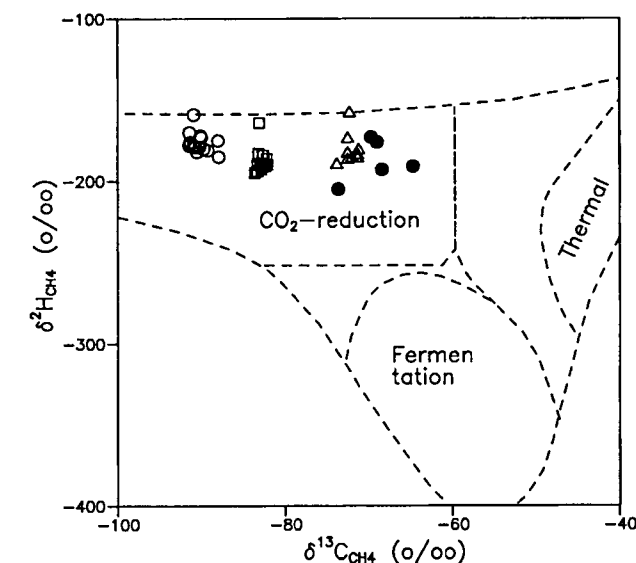 -100
-200
-300
-400
δ²H_CH4 (o/oo)
CO₂-reduction
Thermal
Fermen
tation
-100
-80
-60
-40
δ¹³C_CH4 (o/oo)